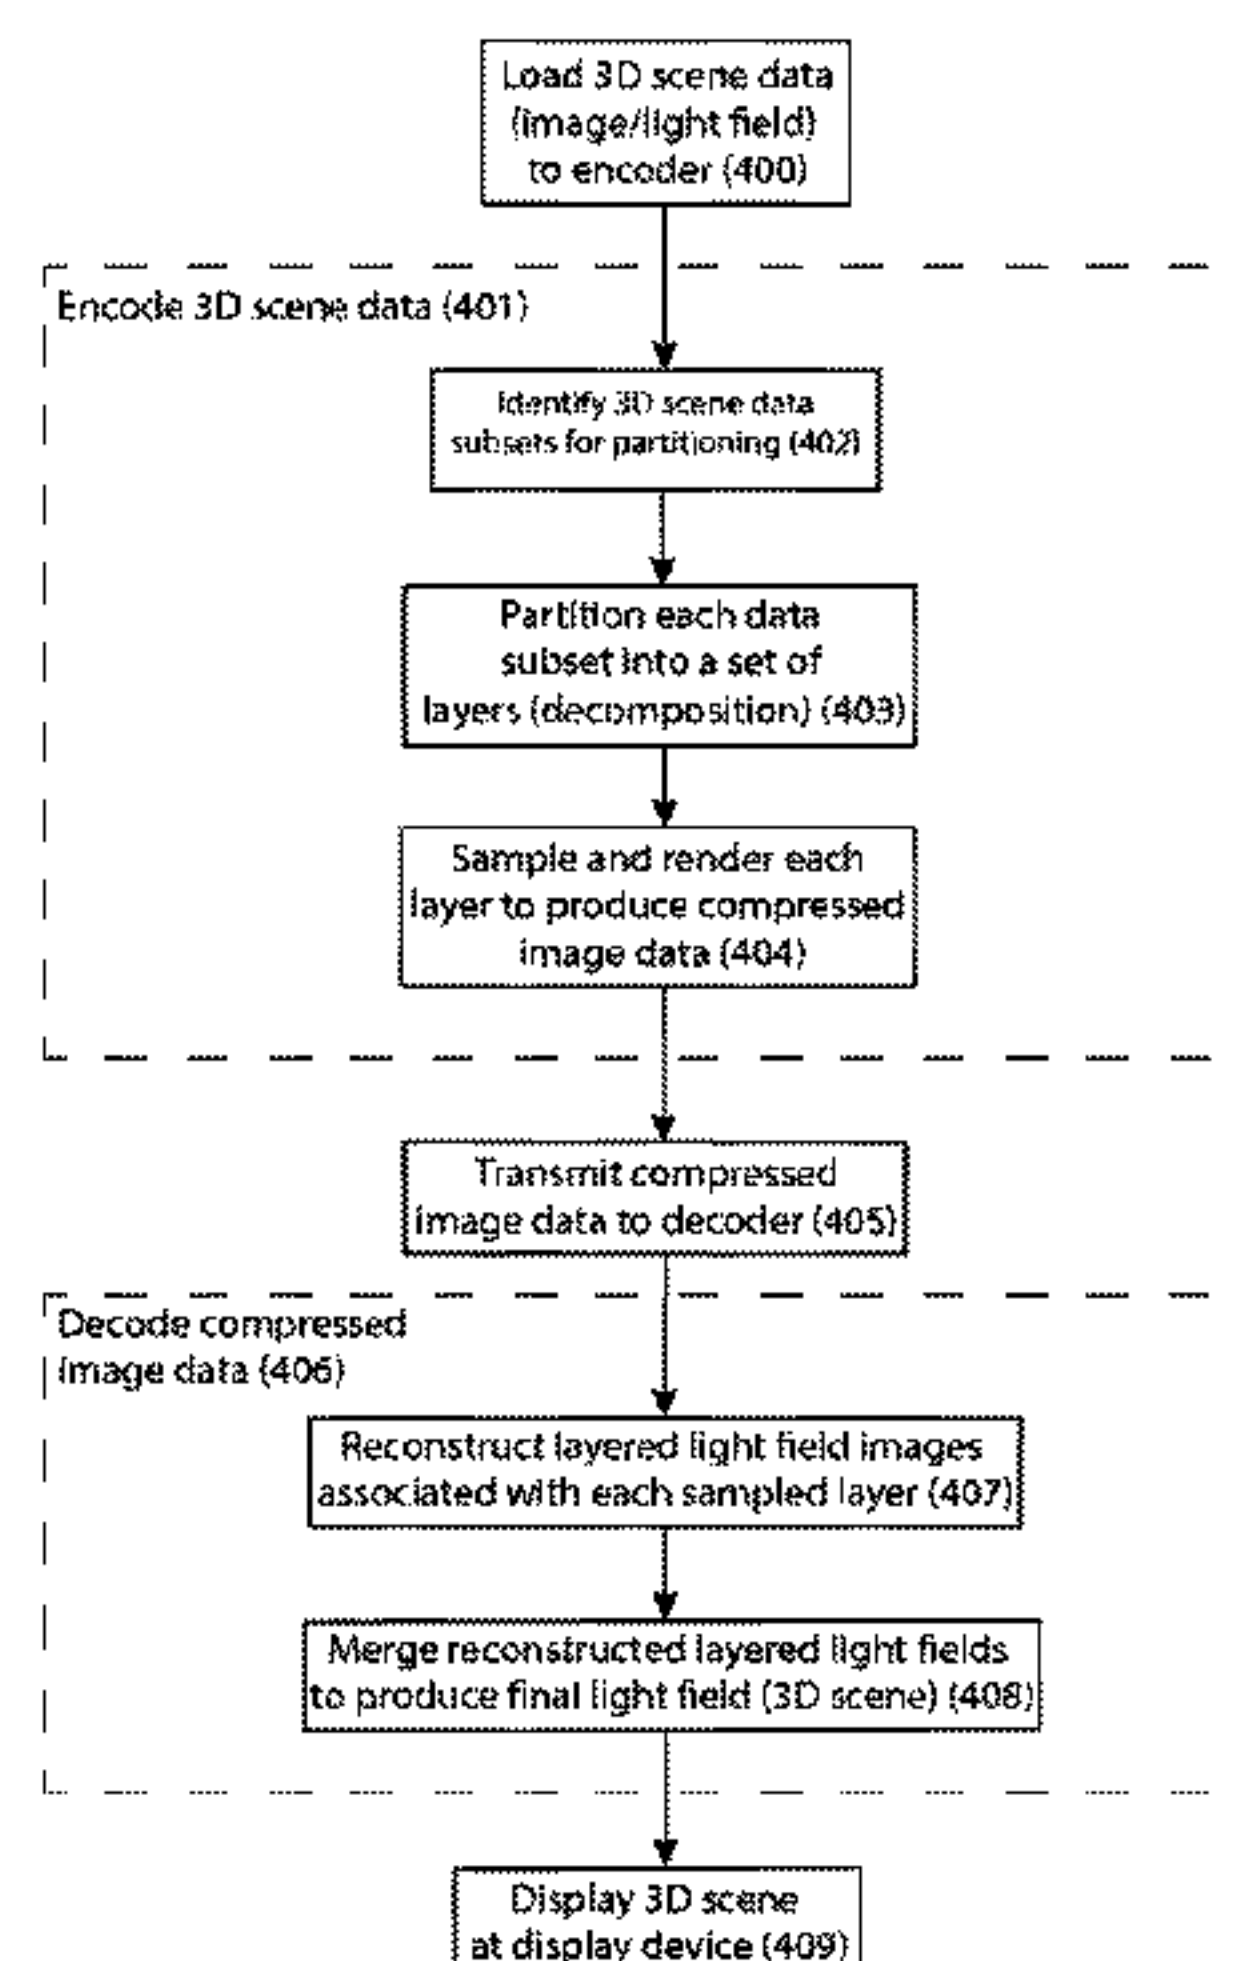 Load 3D scene data
(image/light field)
to encoder (400)
Encode 3D scene data (401)
Identify 3D scene data
subsets for partitioning (402)
Partition each data
subset into a set of
layers (decomposition) (403)
Sample and render each
layer to produce compressed
image data (404)
Transmit compressed
image data to decoder (405)
Decode compressed
image data (406)
Reconstruct layered light field images
associated with each sampled layer (407)
Merge reconstructed layered light fields
to produce final light field (3D scene) (408)
Display 3D scene
at display device (409)